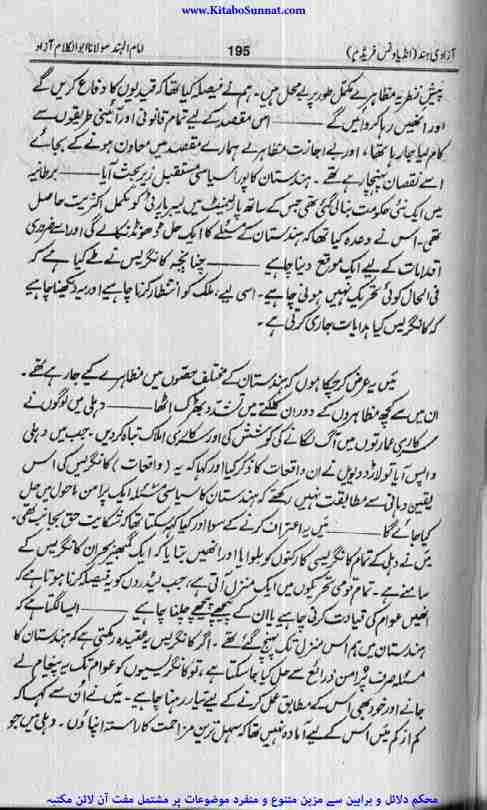 www.KitaboSunnat.com
آزادی ہند (انڈیا ونس فریڈم) 195 امام الہند مولانا ابوالکلام آزاد
پیشِ نظر یہ مظاہرے مکمل طور پر بے محل ہیں۔ ہم نے فیصلہ کیا تھا کہ قیدیوں کا دفاع کریں گے
اور انھیں رہا کروائیں گے ——— اس مقصد کے لیے تمام قانونی اور آئینی طریقوں سے
کام لیا جا رہا تھا، اور بے اجازت مظاہرے ہمارے مقصد میں معاون ہونے کے بجائے
اسے نقصان پہنچا رہے تھے۔ ہندستان کا پورا سیاسی مستقبل زیر بحث آیا ——— برطانیہ
میں ایک نئی حکومت بنائی گئی تھی جس کے ساتھ پارلیمنٹ میں لیبر پارٹی کو مکمل اکثریت حاصل
تھی۔ اس نے وعدہ کیا تھا کہ ہندستان کے مسئلے کا ایک حل ڈھونڈ نکالے گی اور اسے ضروری
اقدامات کے لیے ایک موقع دینا چاہیے ——— چنانچہ کانگریس نے طے کیا ہے کہ
فی الحال کوئی تحریک نہیں ہونی چاہیے۔ اسی لیے، ملک کو انتظار کرنا چاہیے اور یہ دیکھنا چاہیے
کہ کانگریس کیا ہدایات جاری کرتی ہے۔
میں یہ عرض کر چکا ہوں کہ ہندستان کے مختلف حصّوں میں مظاہرے کیے جا رہے تھے۔
ان میں سے کچھ مظاہروں کے دوران کلکتے میں تشدد بھڑک اٹھا ——— دہلی میں لوگوں نے
سرکاری عمارتوں میں آگ لگانے کی کوشش کی اور سرکاری املاک تباہ کر دیں۔ جب میں دہلی
واپس آیا تو لارڈ ویول نے ان واقعات کا ذکر کیا اور کہا کہ یہ (واقعات) کانگریس کی اس
یقین دہانی سے مطابقت نہیں رکھتے کہ ہندستان کا سیاسی مسئلہ ایک پرامن ماحول میں حل
کیا جائے گا ——— میں یہ اعتراف کرنے کے سوا اور کیا کہہ سکتا تھا کہ شکایت حق بجانب تھی۔
میں نے دہلی کے تمام کانگریسی کارکنوں کو بلوایا اور انھیں بتایا کہ ایک گمبھیر بحران کانگریس کے
سامنے ہے۔ تمام قومی تحریکوں میں ایک منزل آتی ہے، جب لیڈروں کو یہ فیصلہ کرنا ہوتا ہے کہ
انھیں عوام کی قیادت کرنی چاہیے یا ان کے پیچھے پیچھے چلنا چاہیے ——— ایسا لگتا ہے کہ
ہندستان میں ہم اس منزل تک پہنچ گئے تھے۔ اگر کانگریس یہ عقیدہ رکھتی ہے کہ ہندستان کا
مسئلہ صرف پُرامن ذرائع سے حل کیا جا سکتا ہے، تو کانگریسیوں کو عوام تک یہ پیغام لے
جانے اور خود بھی اس کے مطابق عمل کرنے کے لیے تیار رہنا چاہیے۔ میں نے اُن سے کہا کہ
کم از کم میں اس کے لیے آمادہ نہیں تھا کہ سہل ترین مزاحمت کا راستہ اپناؤں۔ دہلی میں جو
محکم دلائل و براہین سے مزین متنوع و منفرد موضوعات پر مشتمل مفت آن لائن مکتبہ